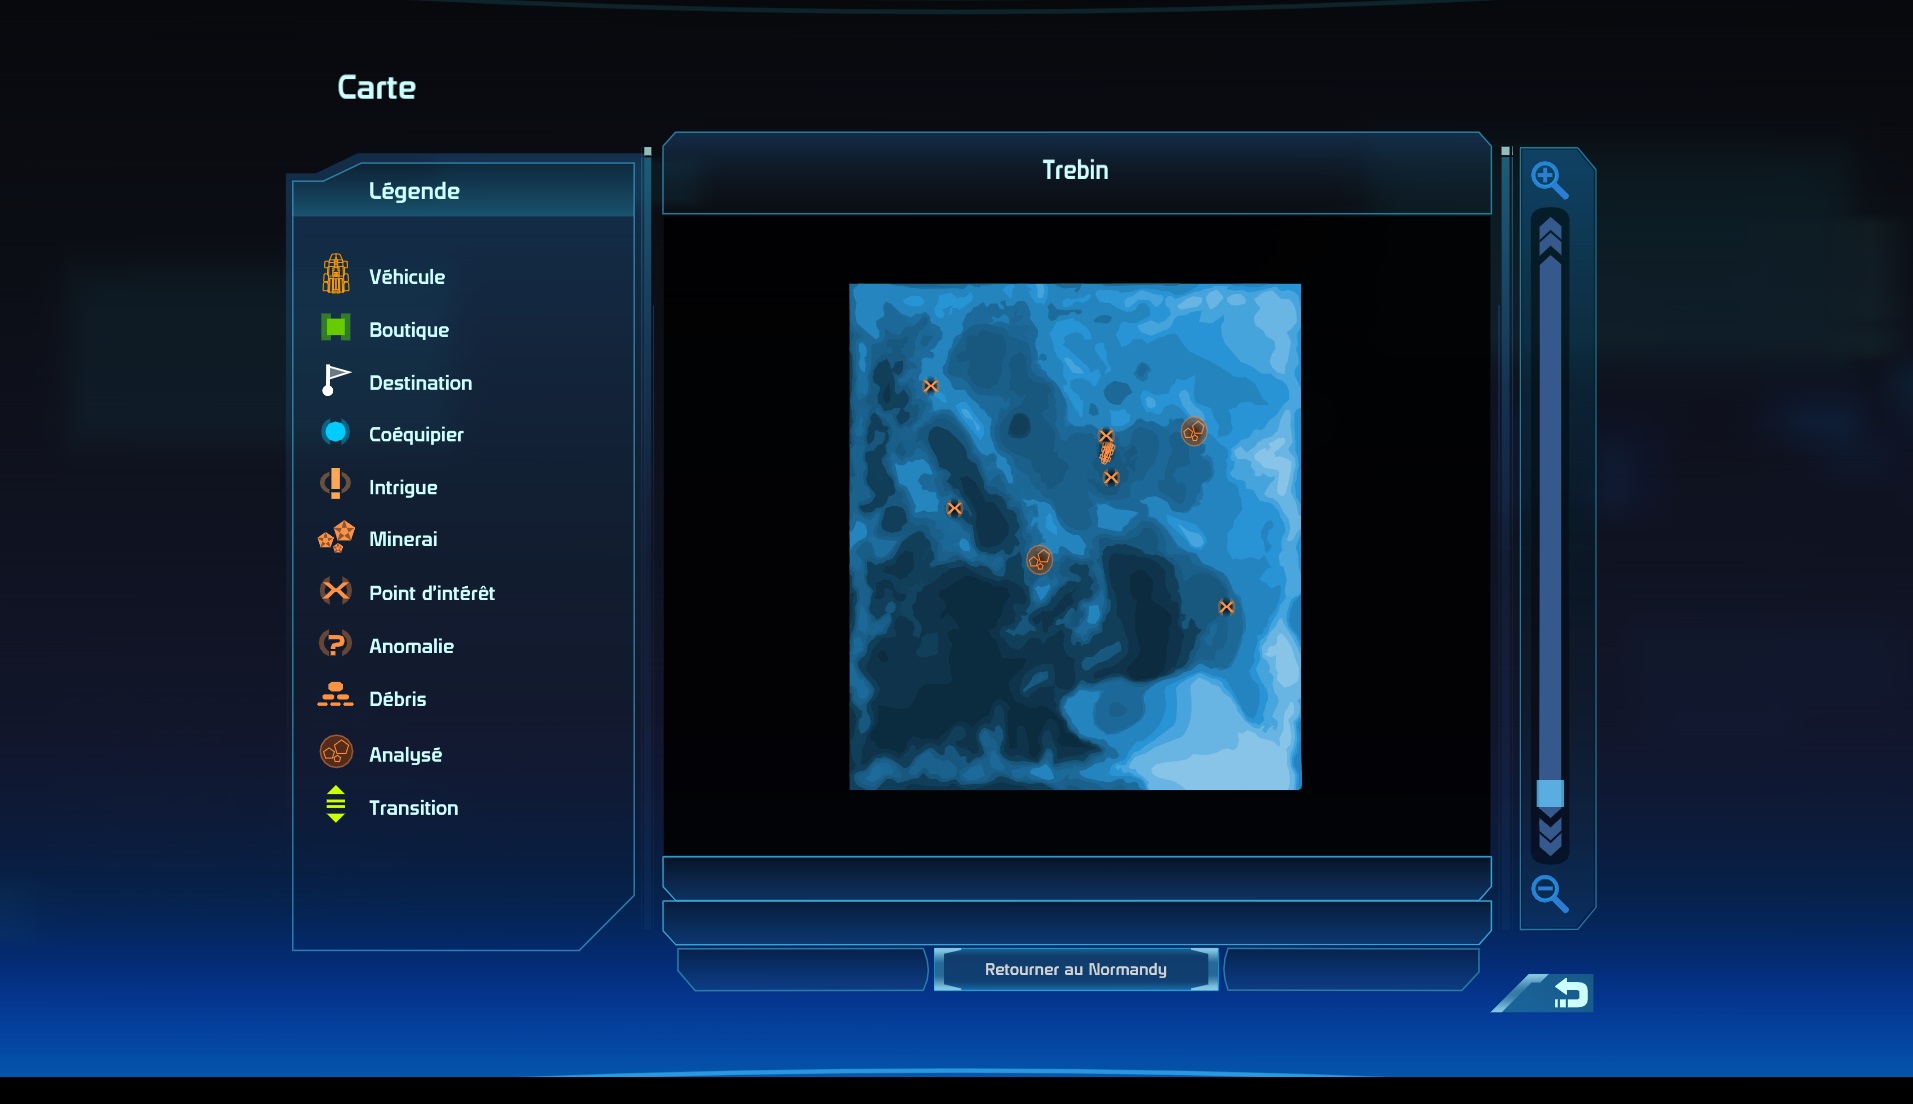 Carte
Légende
Véhicule
Boutique
Destination
Coéquipier
Intrigue
Minerai
Point d'intérêt
Anomalie
Débris
Analysé
Transition
Trebin
Retourner au Normandy